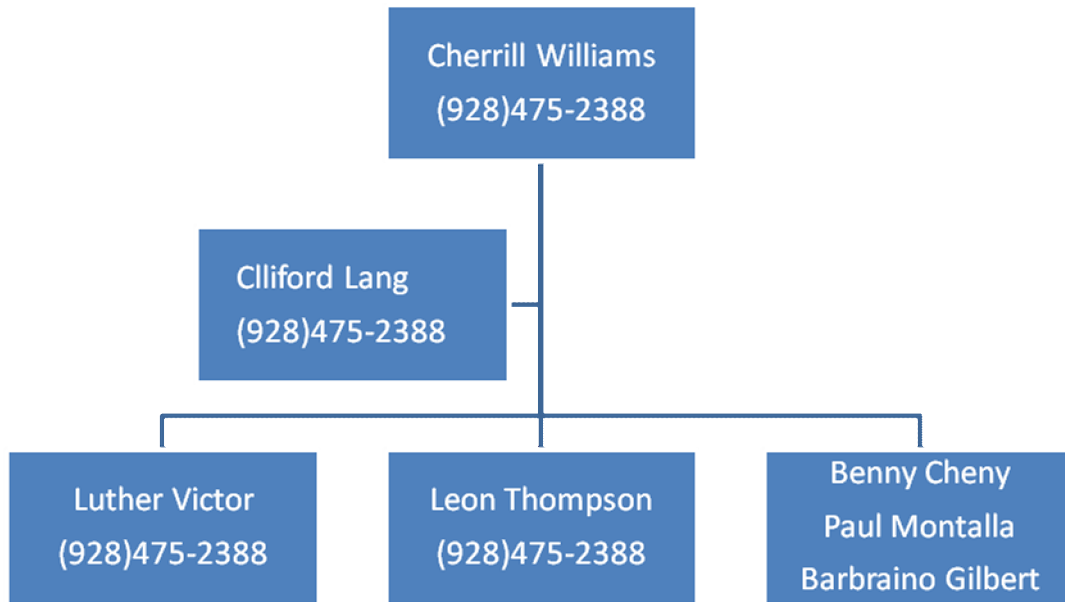 Cherrill Williams
(928)475-2388
Clliford Lang
(928)475-2388
Luther Victor
(928)475-2388
Leon Thompson
(928)475-2388
Benny Cheny
Paul Montalla
Barbraino Gilbert